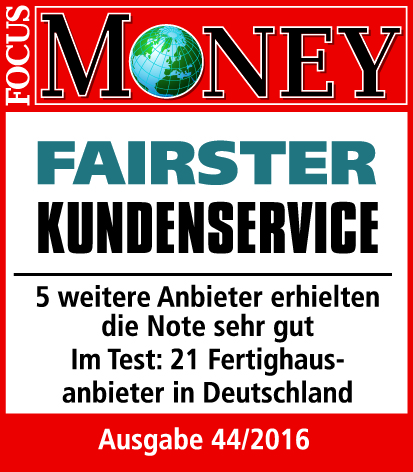 FOCUS
MONEY
FAIRSTER
KUNDENSERVICE
5 weitere Anbieter erhielten
die Note sehr gut
Im Test: 21 Fertighaus-
anbieter in Deutschland
Ausgabe 44/2016